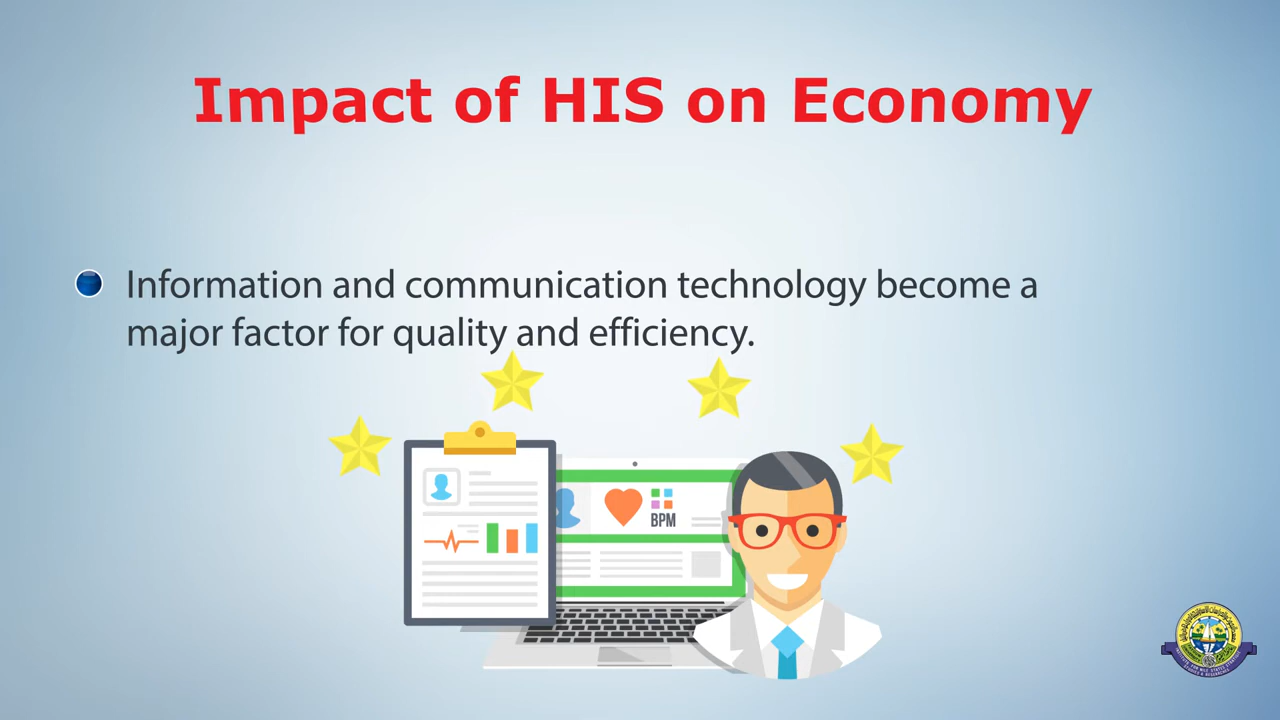 Impact of HIS on Economy
Information and communication technology become a
major factor for quality and efficiency.
BPM